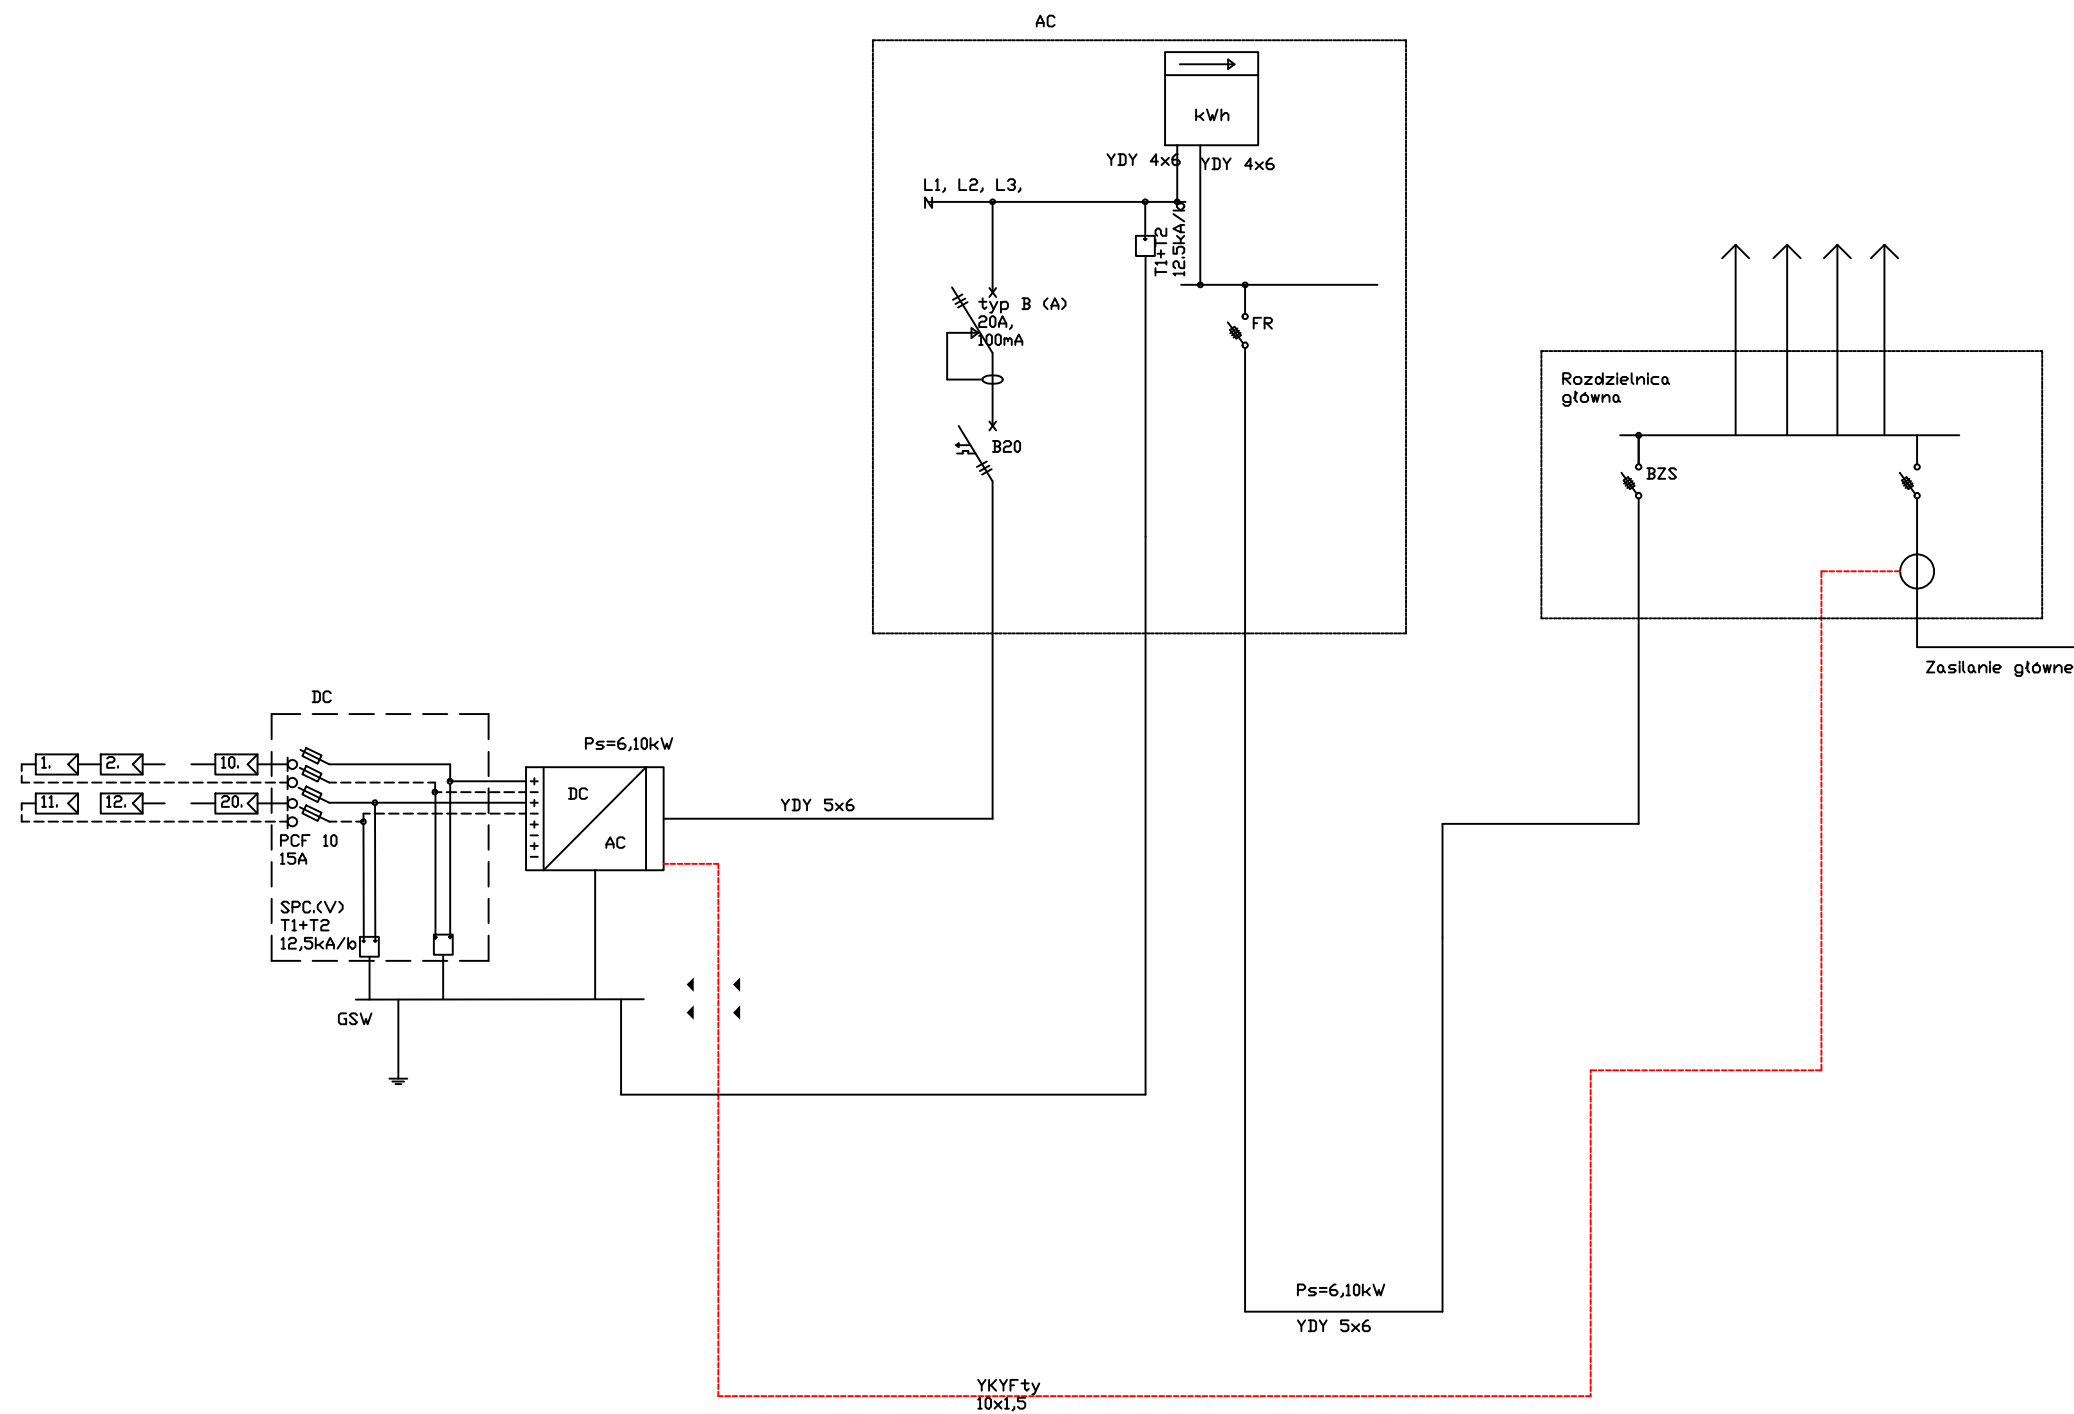 AC
kWh
YDY 4x6
YDY 4x6
L1, L2, L3,
N
T1+T2
12.5kA/b
typ B (A)
20A,
100mA
FR
B20
Rozdzielnica
główna
BZS
Zasilanie główne
DC
Ps=6,10kW
1.
2.
10.
11.
12.
20.
DC
AC
YDY 5x6
PCF 10
15A
SPC.(V)
T1+T2
12,5kA/b
GSW
Ps=6,10kW
YDY 5x6
YKYFty
10x1,5